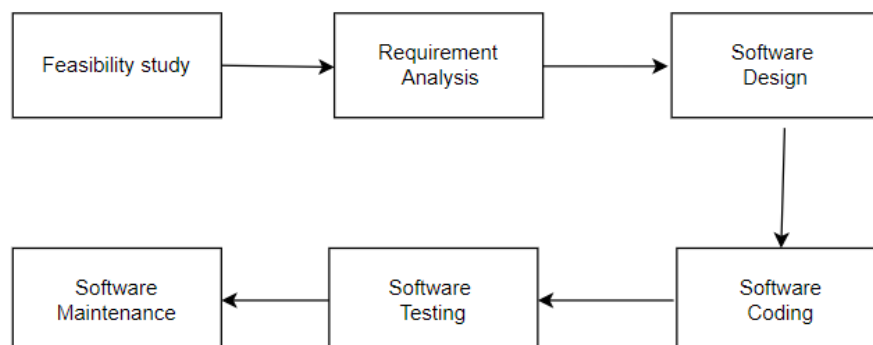 Feasibility study
Requirement
Analysis
Software
Design
Software
Maintenance
Software
Testing
Software
Coding